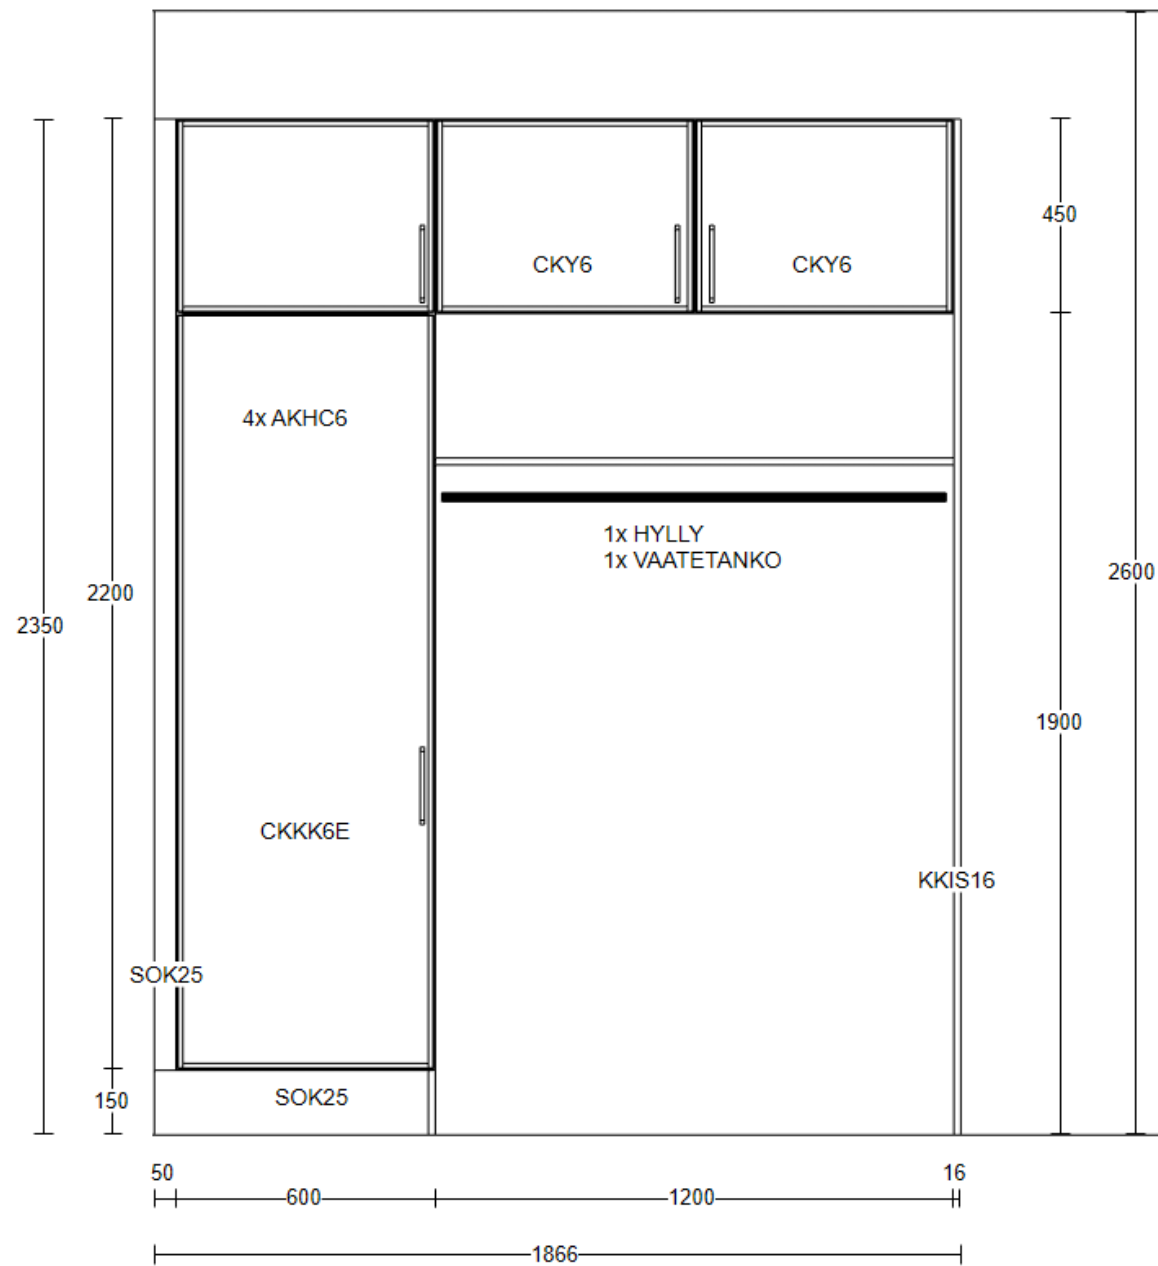 450
CKY6
CKY6
4x AKHC6
1x HYLLY
1x VAATETANKO
2600
2200
2350
1900
CKKK6E
KKIS16
SOK25
SOK25
150
50
16
600
1200
1866